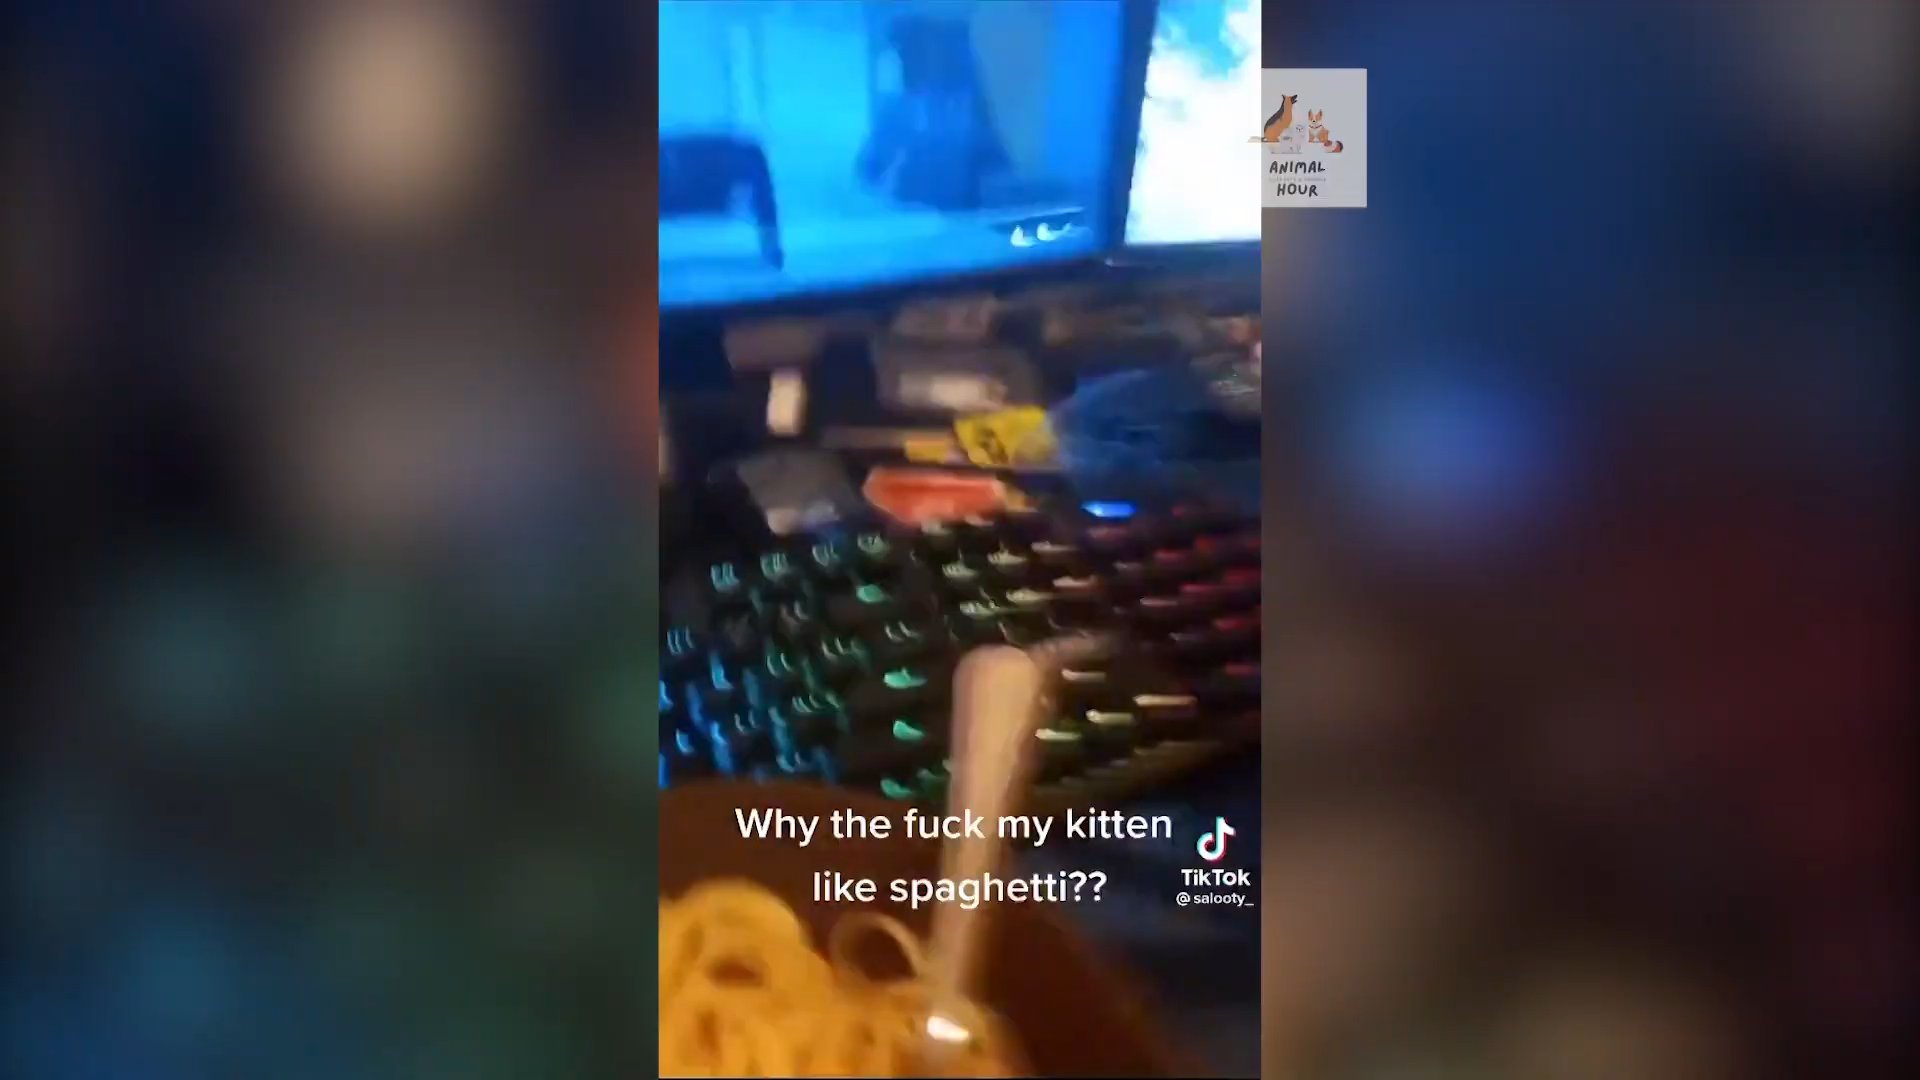 ANIMAL
HOUR
Why the fuck my kitten
like spaghetti??
TikTok
@salooty_